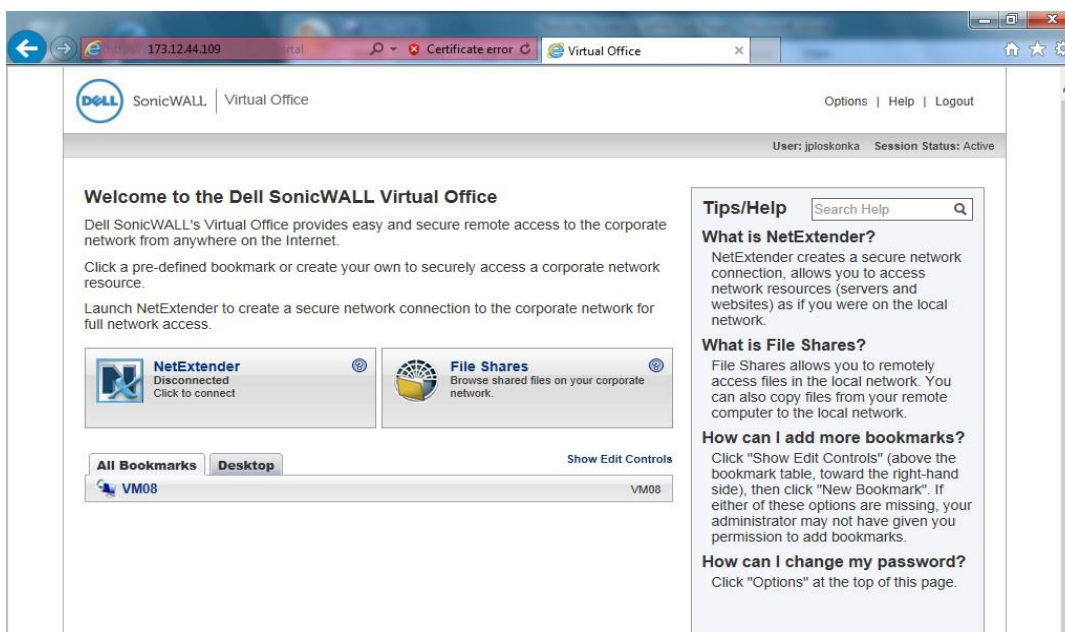 173.12.44.109
Certificate error
Virtual Office
DELL
SonicWALL
Virtual Office
Options | Help | Logout
User: jploskonka Session Status: Active
Welcome to the Dell SonicWALL Virtual Office
Dell SonicWALL's Virtual Office provides easy and secure remote access to the corporate
network from anywhere on the Internet.
Click a pre-defined bookmark or create your own to securely access a corporate network
resource.
Launch NetExtender to create a secure network connection to the corporate network for
full network access.
NetExtender
Disconnected
Click to connect
File Shares
Browse shared files on your corporate
network.
All Bookmarks
Desktop
Show Edit Controls
VM08
VM08
Tips/Help
Search Help
What is NetExtender?
NetExtender creates a secure network
connection, allows you to access
network resources (servers and
websites) as if you were on the local
network.
What is File Shares?
File Shares allows you to remotely
access files in the local network. You
can also copy files from your remote
computer to the local network.
How can I add more bookmarks?
Click "Show Edit Controls" (above the
bookmark table, toward the right-hand
side), then click "New Bookmark". If
either of these options are missing, your
administrator may not have given you
permission to add bookmarks.
How can I change my password?
Click "Options" at the top of this page.